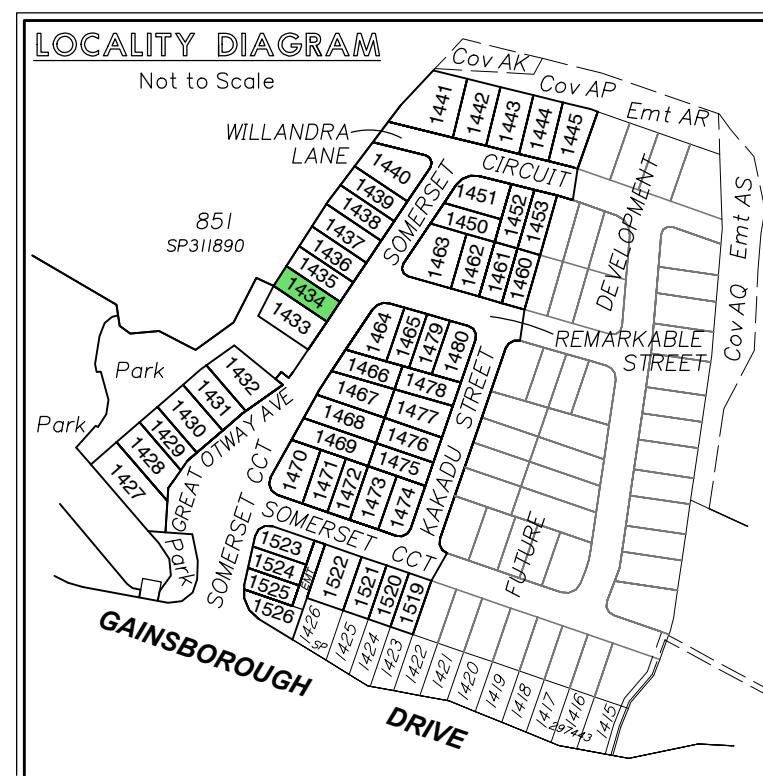 LOCALITY DIAGRAM
Not to Scale
Cov AK
Cov AP
Emt AR
Emt AS
Cov AQ
WILLANDRA
LANE
SOMERSET
CIRCUIT
851
SP311890
DEVELOPMENT
FUTURE
REMARKABLE
STREET
KAKADU STREET
Park
Park
Park
GREAT OTWAY AVE
SOMERSET CCT
SOMERSET CCT
GAINSBOROUGH
DRIVE
1441
1442
1443
1444
1445
1440
1439
1438
1437
1436
1435
1434
1433
1432
1431
1430
1429
1428
1427
1451
1450
1452
1453
1463
1462
1461
1460
1464
1465
1479
1480
1466
1478
1467
1477
1468
1476
1469
1475
1470
1471
1472
1473
1474
1523
1524
1525
1526
EMT
1522
1521
1520
1519
1426
SP
1425
1424
1423
1422
1421
1420
1419
1418
1417
1416
297443
1415